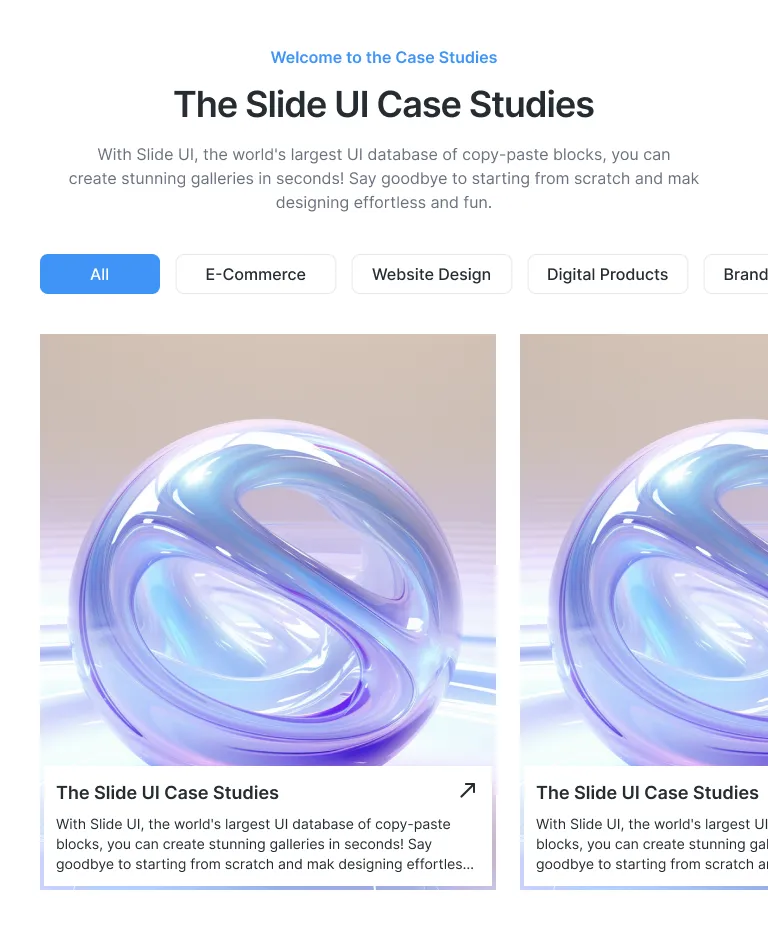 Welcome to the Case Studies
The Slide UI Case Studies
With Slide UI, the world's largest UI database of copy-paste blocks, you can
create stunning galleries in seconds! Say goodbye to starting from scratch and mak
designing effortless and fun.
All
E-Commerce
Website Design
Digital Products
Brand
The Slide UI Case Studies
With Slide UI, the world's largest UI database of copy-paste
blocks, you can create stunning galleries in seconds! Say
goodbye to starting from scratch and mak designing effortles...
The Slide UI Case Studies
With Slide UI, the world's largest UI
blocks, you can create stunning gal
goodbye to starting from scratch a